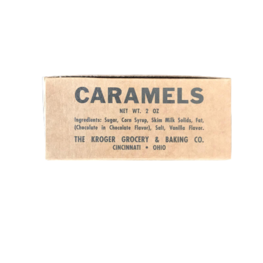 CARAMELS
NET WT. 2 OZ
Ingredients: Sugar, Corn Syrup, Skim Milk Solids, Fat,
(Chocolate in Chocolate Flavor), Salt, Vanilla Flavor.
THE KROGER GROCERY & BAKING CO.
CINCINNATI • OHIO